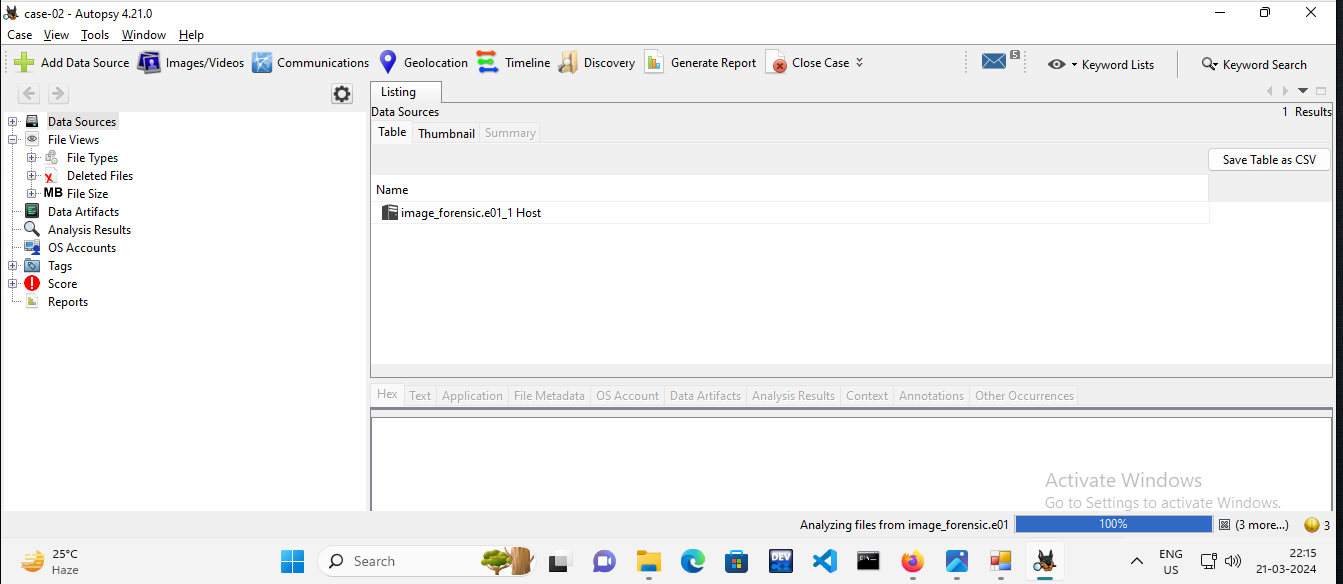 case-02 - Autopsy 4.21.0
Case View Tools Window Help
Add Data Source Images/Videos Communications Geolocation Timeline Discovery Generate Report Close Case 5 Keyword Lists Keyword Search
Listing
Data Sources 1 Results
Table Thumbnail Summary
Save Table as CSV
Name
image_forensic.e01_1 Host
Data Sources
File Views
File Types
Deleted Files
MB File Size
Data Artifacts
Analysis Results
OS Accounts
Tags
Score
Reports
Hex Text Application File Metadata OS Account Data Artifacts Analysis Results Context Annotations Other Occurrences
Activate Windows
Go to Settings to activate Windows.
Analyzing files from image_forensic.e01 100% (3 more...) 3
25°C
Haze
Search
DEV
ENG
US
22:15
21-03-2024